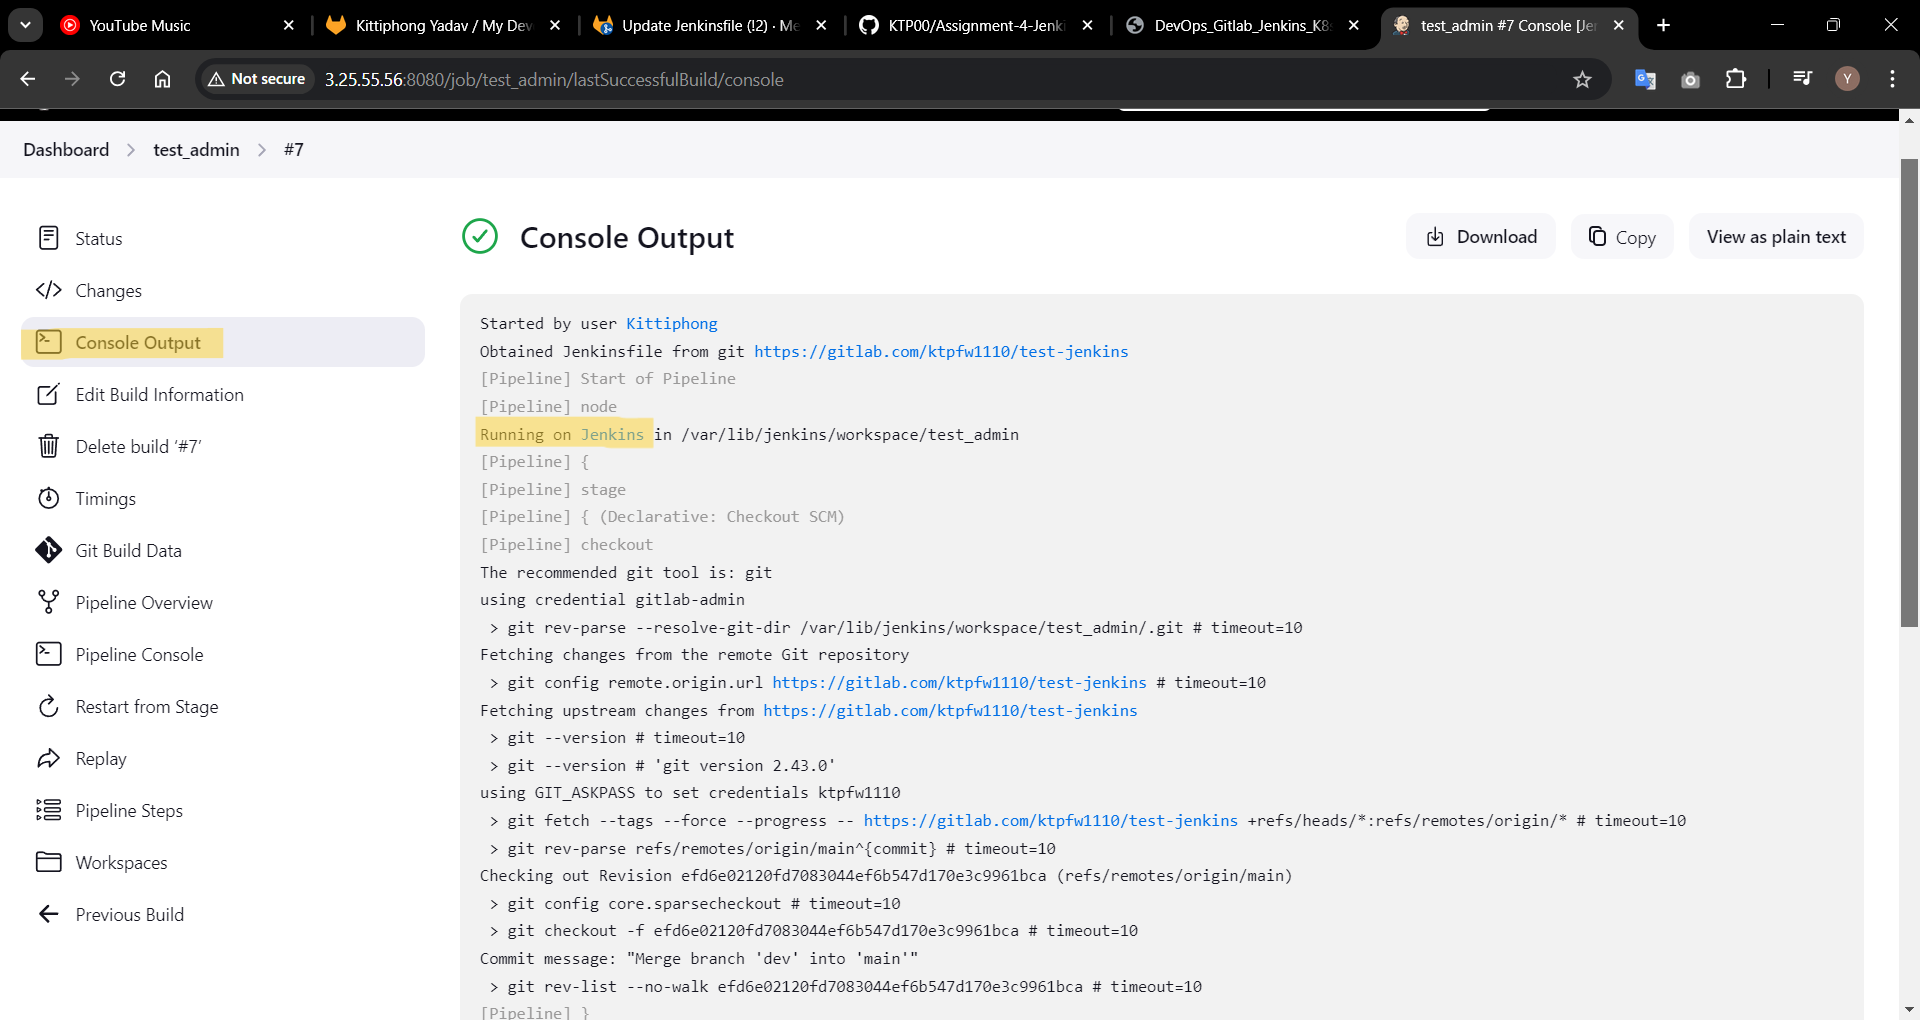 YouTube Music
Kittiphong Yadav / My Dev
Update Jenkinsfile (!2) · Me
KTP00/Assignment-4-Jenki
DevOps_Gitlab_Jenkins_K8s
test_admin #7 Console [Jer
Not secure
3.25.55.56:8080/job/test_admin/lastSuccessfulBuild/console
Y
Dashboard > test_admin > #7
Status
Changes
Console Output
Edit Build Information
Delete build ‘#7’
Timings
Git Build Data
Pipeline Overview
Pipeline Console
Restart from Stage
Replay
Pipeline Steps
Workspaces
Previous Build
Console Output
Download
Copy
View as plain text
Started by user Kittiphong
Obtained Jenkinsfile from git https://gitlab.com/ktpfw1110/test-jenkins
[Pipeline] Start of Pipeline
[Pipeline] node
Running on Jenkins in /var/lib/jenkins/workspace/test_admin
[Pipeline] {
[Pipeline] stage
[Pipeline] { (Declarative: Checkout SCM)
[Pipeline] checkout
The recommended git tool is: git
using credential gitlab-admin
> git rev-parse --resolve-git-dir /var/lib/jenkins/workspace/test_admin/.git # timeout=10
Fetching changes from the remote Git repository
> git config remote.origin.url https://gitlab.com/ktpfw1110/test-jenkins # timeout=10
Fetching upstream changes from https://gitlab.com/ktpfw1110/test-jenkins
> git --version # timeout=10
> git --version # 'git version 2.43.0'
using GIT_ASKPASS to set credentials ktpfw1110
> git fetch --tags --force --progress -- https://gitlab.com/ktpfw1110/test-jenkins +refs/heads/*:refs/remotes/origin/* # timeout=10
> git rev-parse refs/remotes/origin/main^{commit} # timeout=10
Checking out Revision efd6e02120fd7083044ef6b547d170e3c9961bca (refs/remotes/origin/main)
> git config core.sparsecheckout # timeout=10
> git checkout -f efd6e02120fd7083044ef6b547d170e3c9961bca # timeout=10
Commit message: "Merge branch 'dev' into 'main'"
> git rev-list --no-walk efd6e02120fd7083044ef6b547d170e3c9961bca # timeout=10
[Pipeline] }